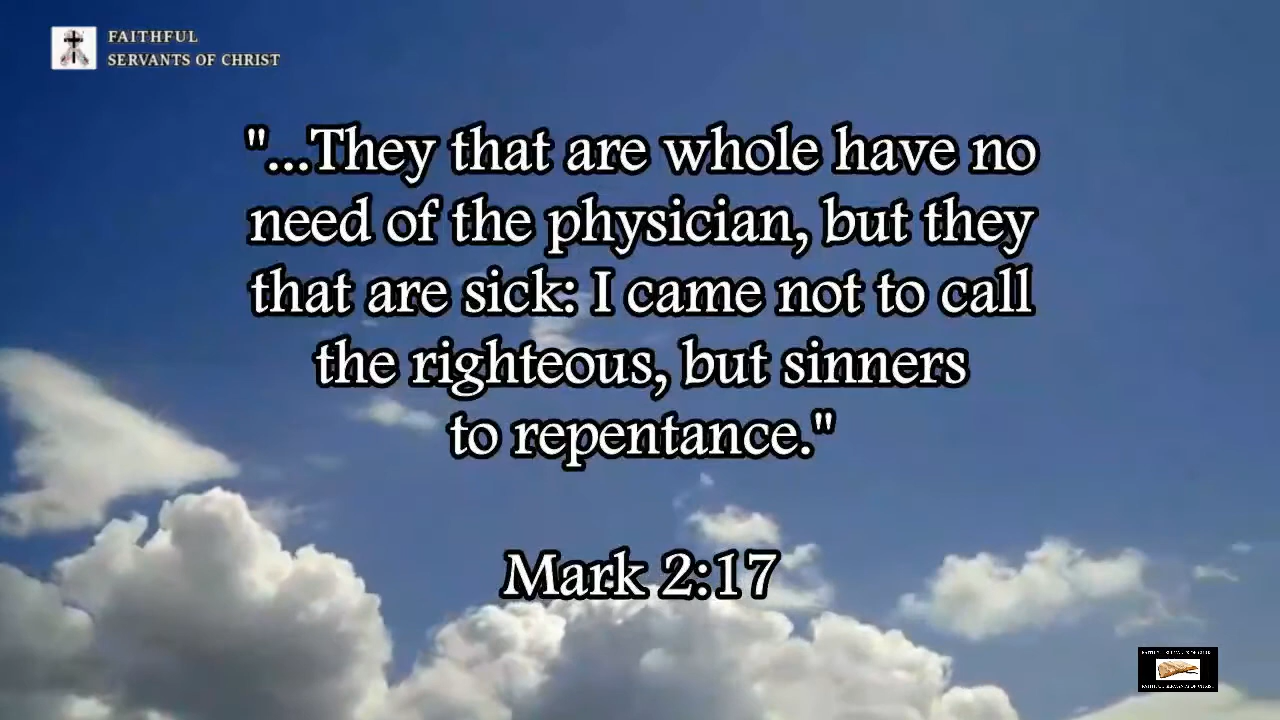 FAITHFUL
SERVANTS OF CHRIST
"...They that are whole have no
need of the physician, but they
that are sick: I came not to call
the righteous, but sinners
to repentance."
Mark 2:17